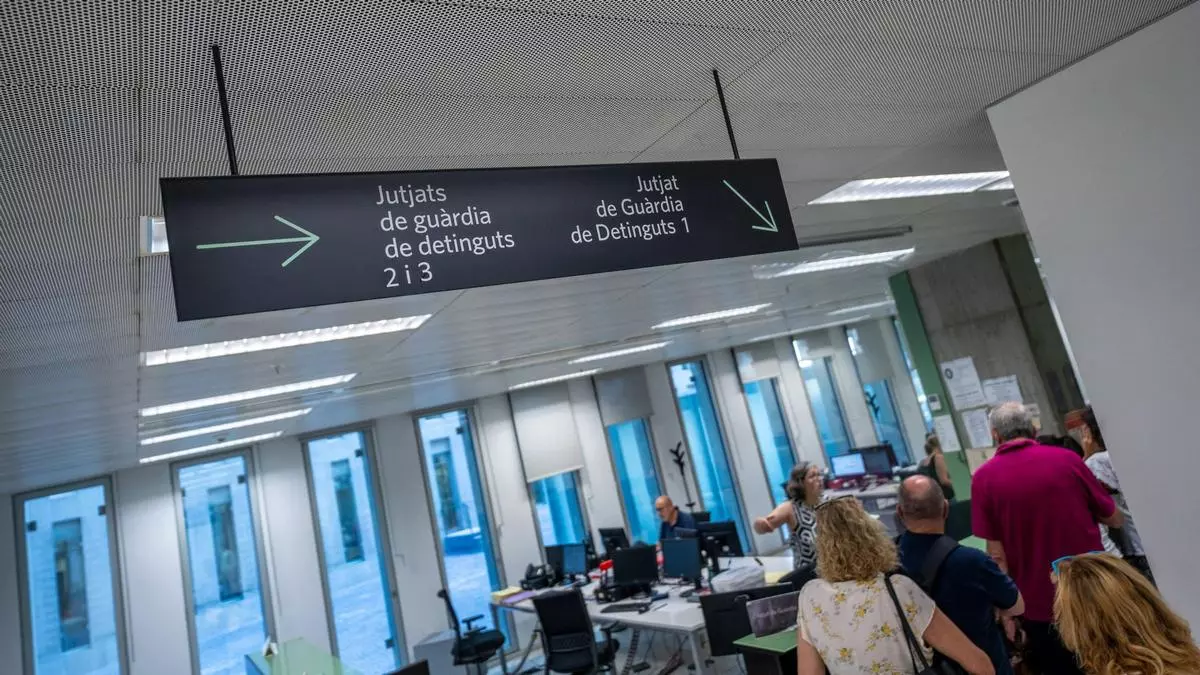 Jutjats
de guàrdia
de detinguts
2 i 3
Jutjat
de Guàrdia
de Detinguts 1